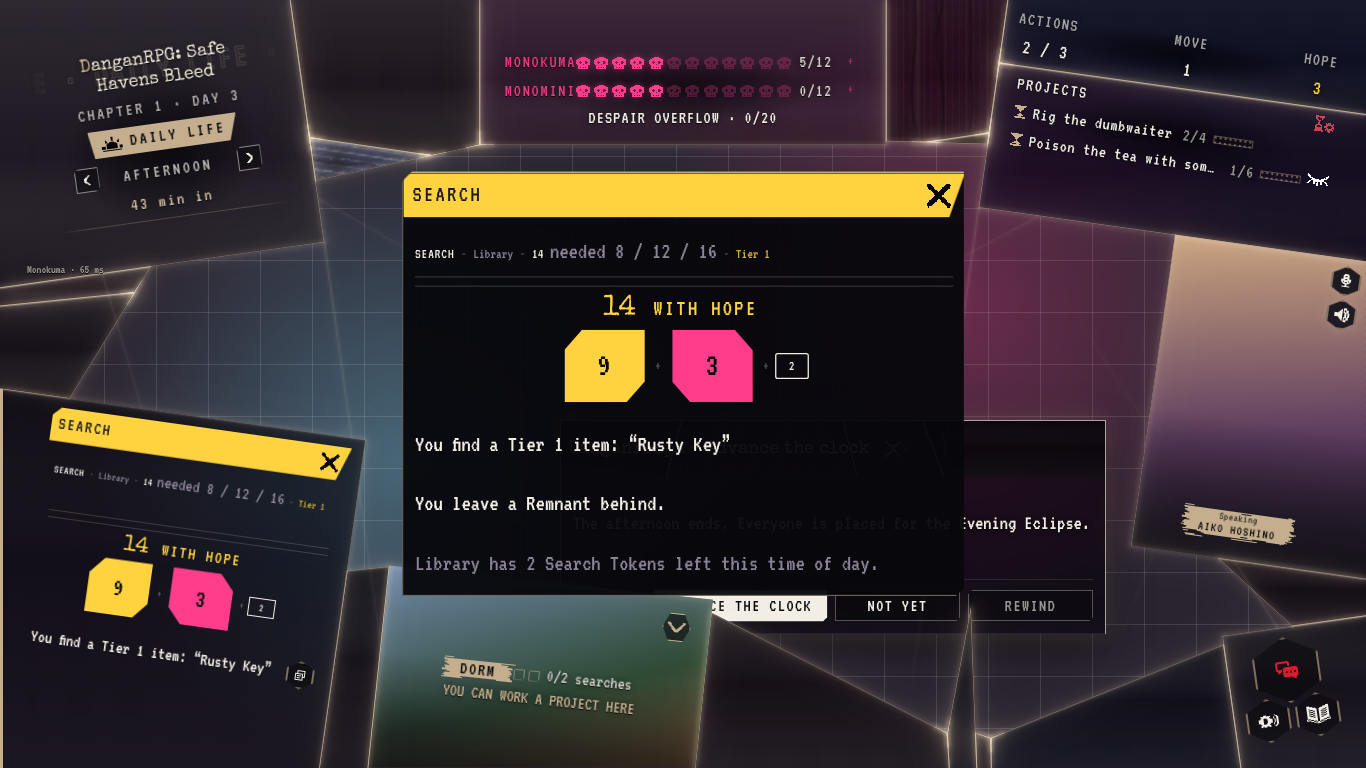 DanganRPG: Safe
Havens Bleed
CHAPTER 1 · DAY 3
DAILY LIFE
AFTERNOON
43 min in
Monokuma · 65 ms
MONOKUMA 5/12 +
MONOMINI 0/12 +
DESPAIR OVERFLOW · 0/20
ACTIONS
2 / 3
MOVE
1
HOPE
3
PROJECTS
Rig the dumbwaiter 2/4
Poison the tea with som… 1/6
SEARCH
SEARCH · Library · 14 needed 8 / 12 / 16 · Tier 1
14 WITH HOPE
9 + 3 + 2
You find a Tier 1 item: “Rusty Key”
You leave a Remnant behind.
Library has 2 Search Tokens left this time of day.
advance the clock
The afternoon ends. Everyone is placed for the Evening Eclipse.
CE THE CLOCK
NOT YET
REWIND
SEARCH
SEARCH · Library · 14 needed 8 / 12 / 16 · Tier 1
14 WITH HOPE
9 + 3 + 2
You find a Tier 1 item: “Rusty Key”
DORM 0/2 searches
YOU CAN WORK A PROJECT HERE
Speaking
AIKO HOSHINO